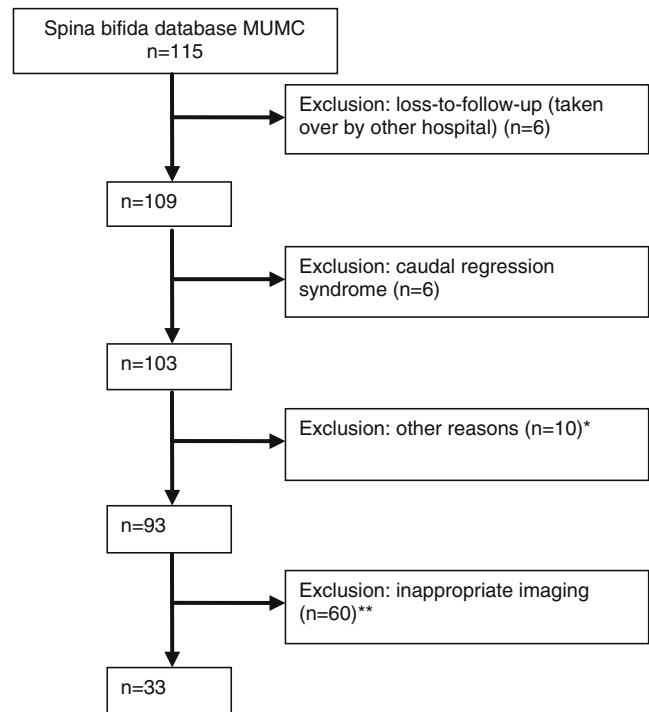 Spina bifida database MUMC
n=115
Exclusion: loss-to-follow-up (taken
over by other hospital) (n=6)
n=109
Exclusion: caudal regression
syndrome (n=6)
n=103
Exclusion: other reasons (n=10)*
n=93
Exclusion: inappropriate imaging
(n=60)**
n=33